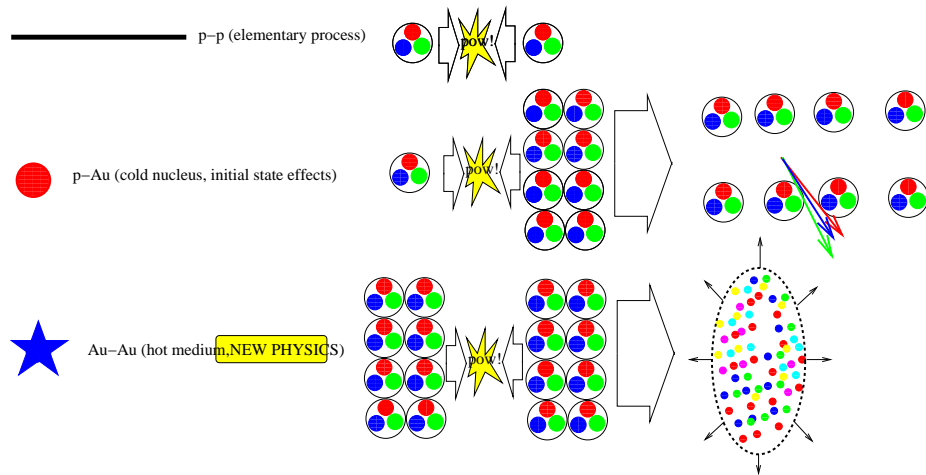 p−p (elementary process)
pow!
p−Au (cold nucleus, initial state effects)
pow!
Au−Au (hot medium,NEW PHYSICS)
pow!